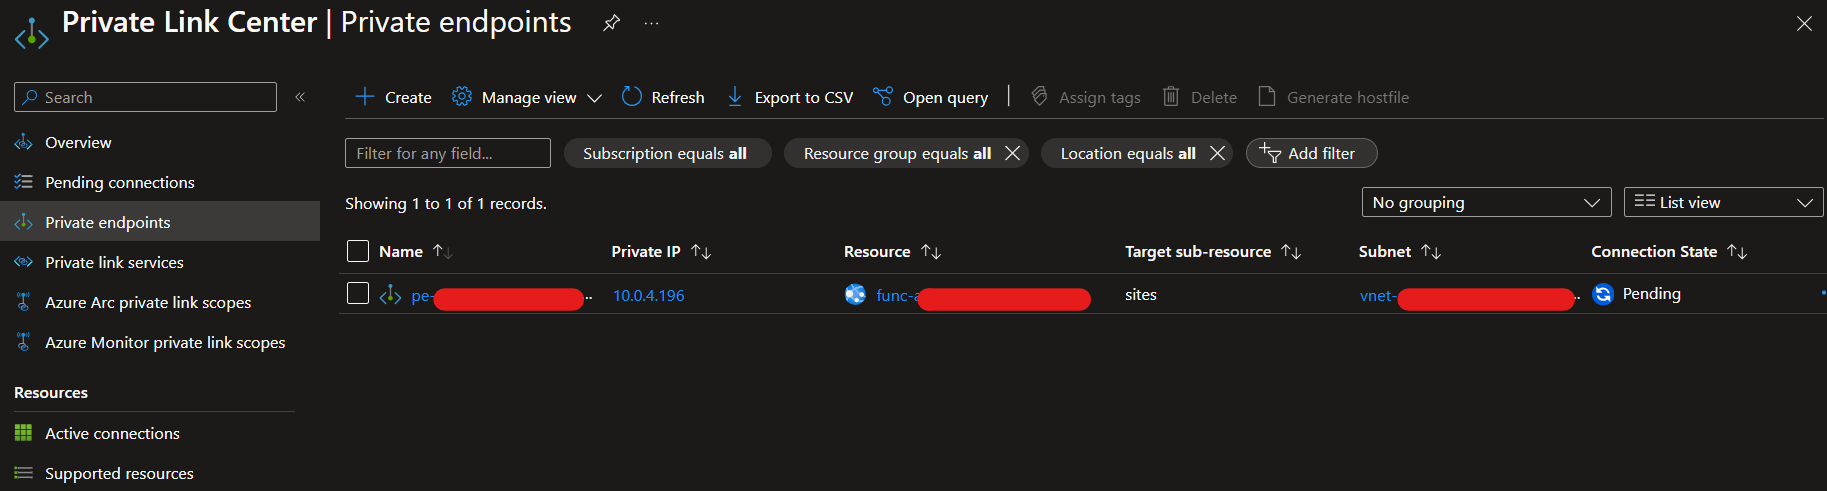 Private Link Center | Private endpoints ...
Search «
Overview
Pending connections
Private endpoints
Private link services
Azure Arc private link scopes
Azure Monitor private link scopes
Resources
Active connections
Supported resources
Create Manage view Refresh Export to CSV Open query Assign tags Delete Generate hostfile
Filter for any field... Subscription equals all Resource group equals all Location equals all Add filter
Showing 1 to 1 of 1 records. No grouping List view
Name Private IP Resource Target sub-resource Subnet Connection State
pe- .. 10.0.4.196 func-a sites vnet- .. Pending